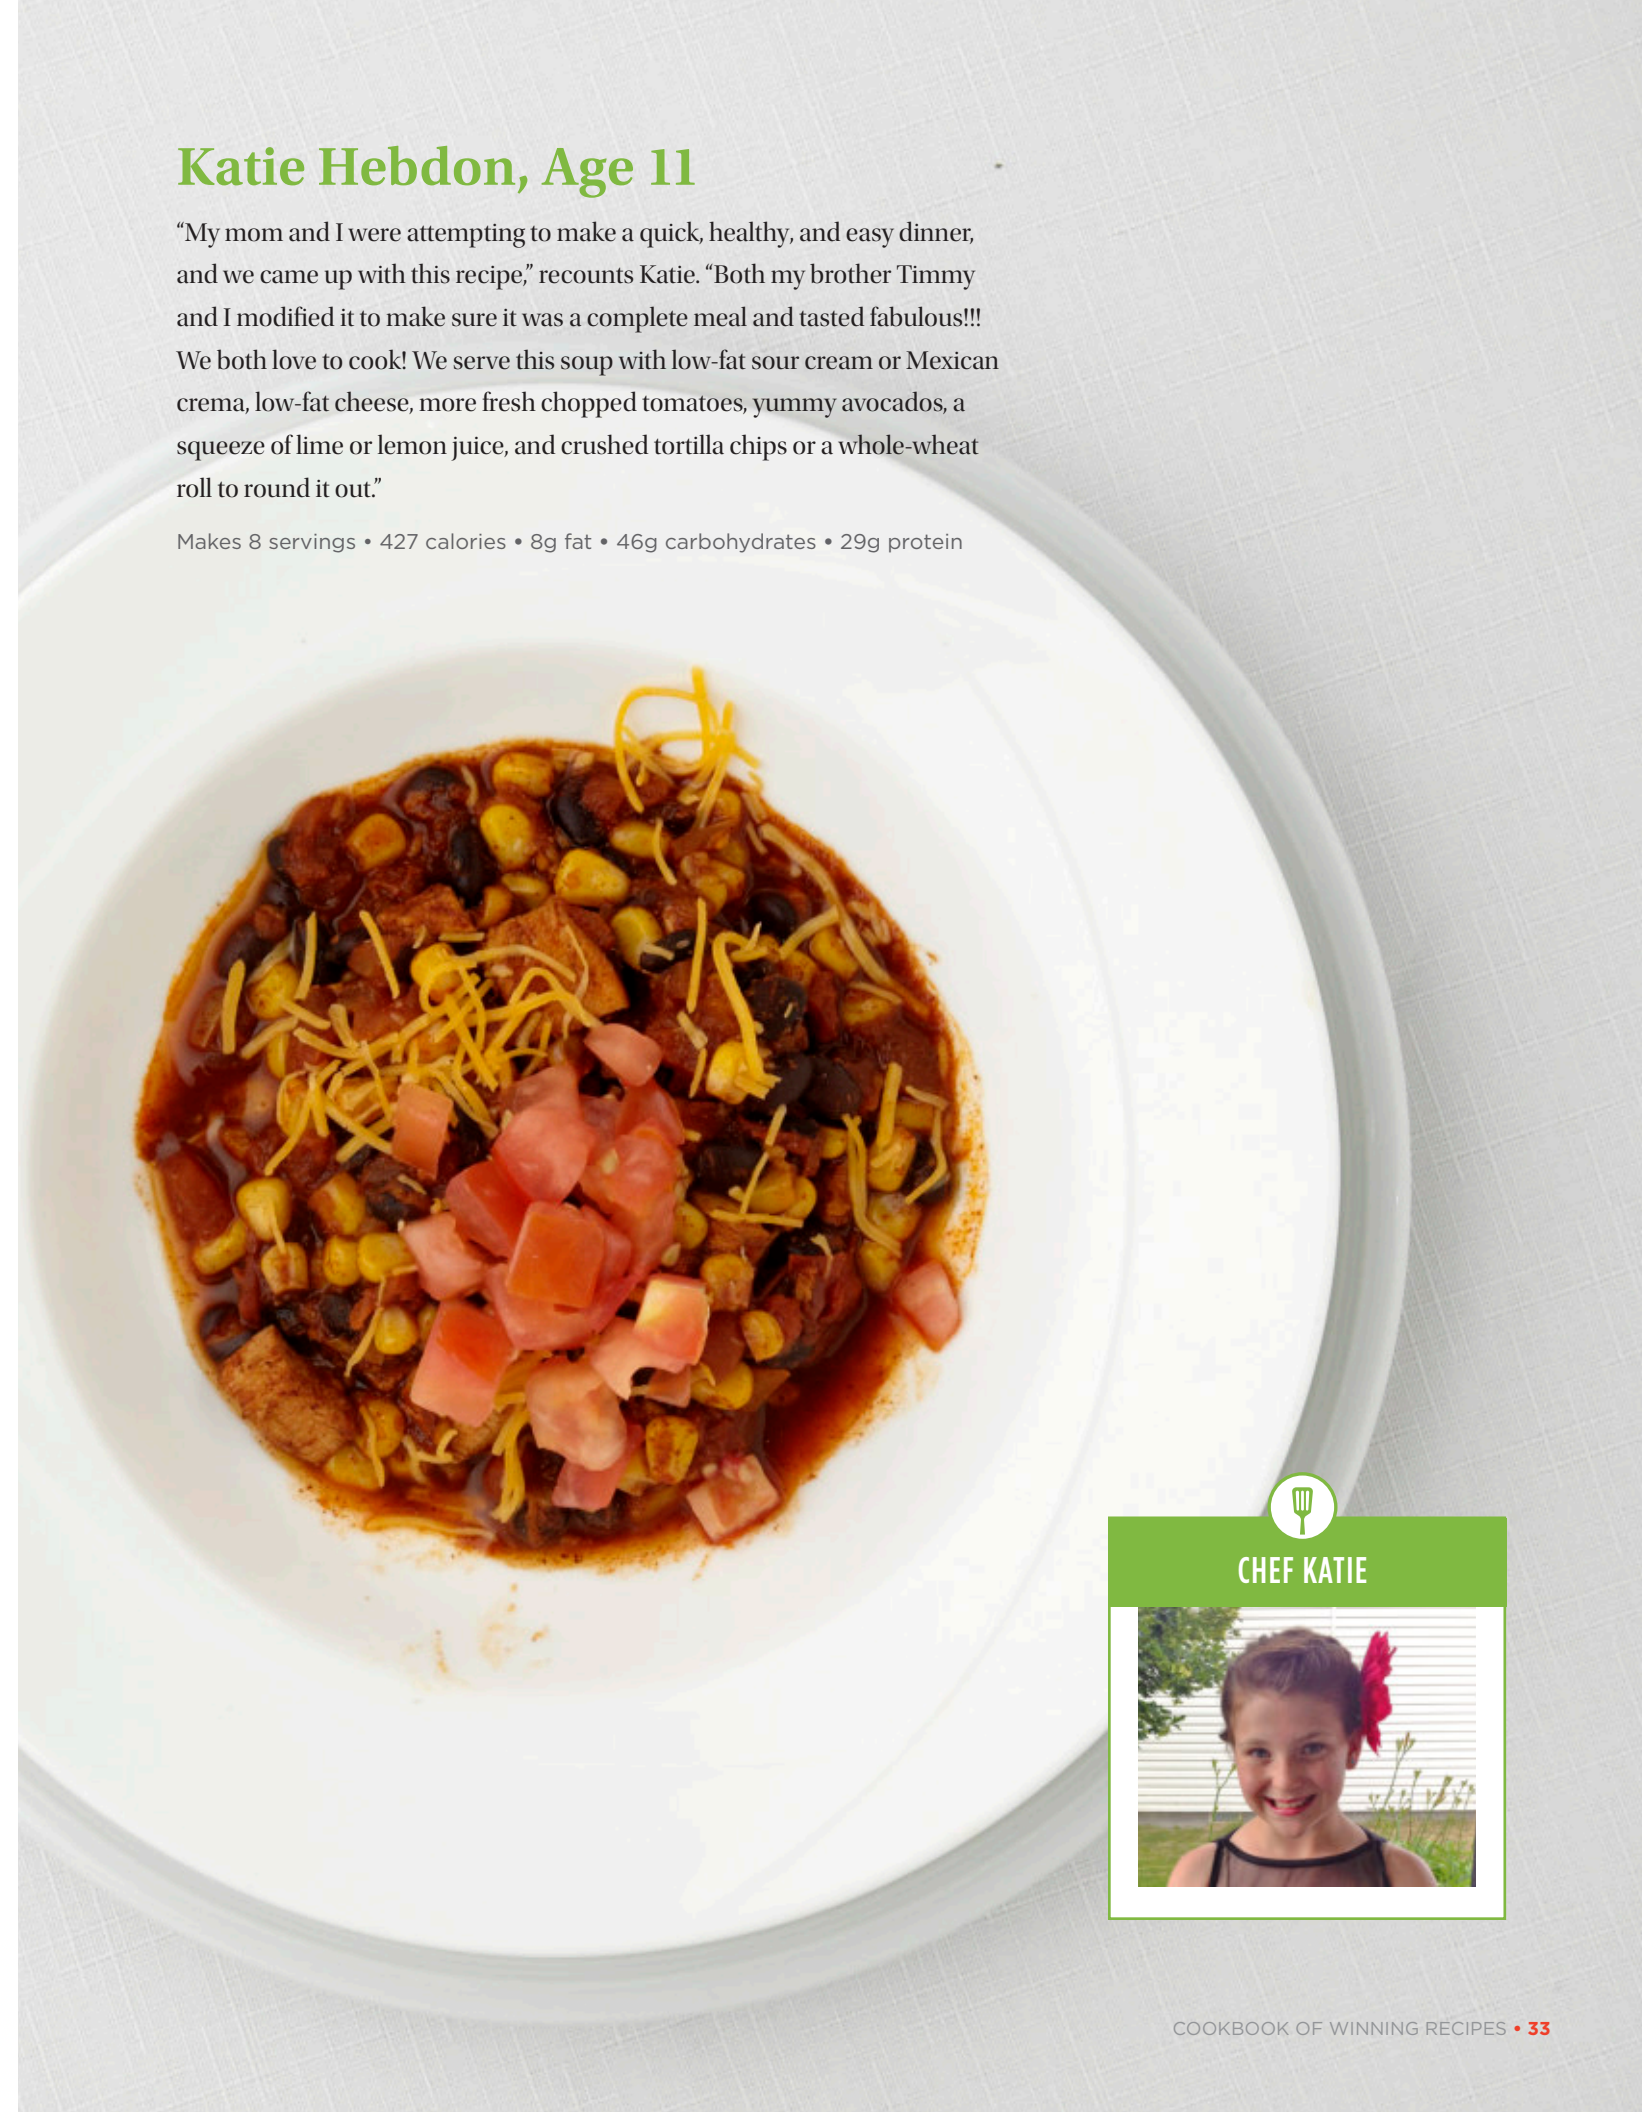 Katie Hebdon, Age 11
“My mom and I were attempting to make a quick, healthy, and easy dinner,
and we came up with this recipe,” recounts Katie. “Both my brother Timmy
and I modified it to make sure it was a complete meal and tasted fabulous!!!
We both love to cook! We serve this soup with low-fat sour cream or Mexican
crema, low-fat cheese, more fresh chopped tomatoes, yummy avocados, a
squeeze of lime or lemon juice, and crushed tortilla chips or a whole-wheat
roll to round it out.”
Makes 8 servings • 427 calories • 8g fat • 46g carbohydrates • 29g protein
CHEF KATIE
COOKBOOK OF WINNING RECIPES • 33